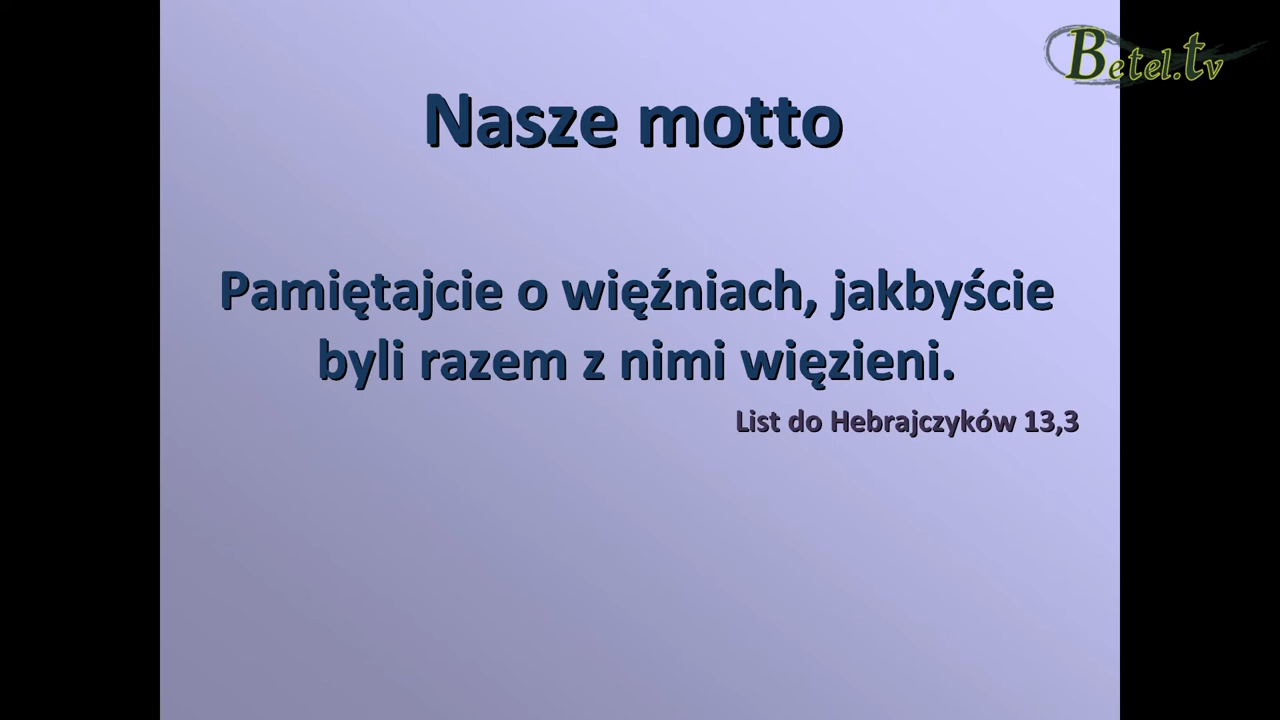 Betel.tv
Nasze motto
Pamiętajcie o więźniach, jakbyście
byli razem z nimi więzieni.
List do Hebrajczyków 13,3